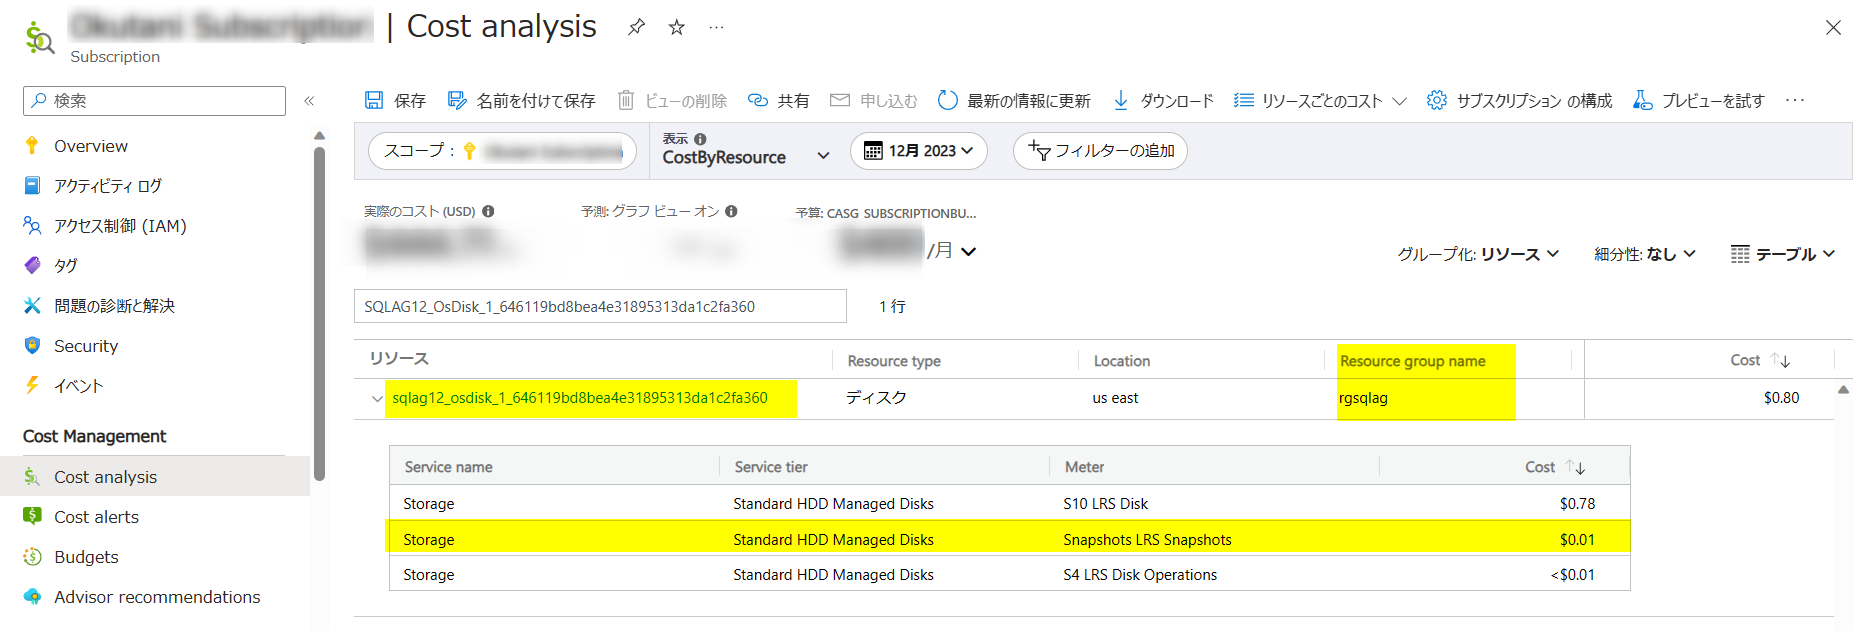 | Cost analysis
Subscription
検索
保存 名前を付けて保存 ビューの削除 共有 申し込む 最新の情報に更新 ダウンロード リソースごとのコスト サブスクリプション の構成 プレビューを試す
Overview
アクティビティ ログ
アクセス制御 (IAM)
タグ
問題の診断と解決
Security
イベント
Cost Management
Cost analysis
Cost alerts
Budgets
Advisor recommendations
スコープ :
表示
CostByResource
12月 2023
フィルターの追加
実際のコスト (USD) 予測: グラフ ビュー オン 予算: CASG SUBSCRIPTIONBU...
/月
グループ化: リソース 細分性: なし テーブル
SQLAG12_OsDisk_1_646119bd8bea4e31895313da1c2fa360 1 行
リソース Resource type Location Resource group name Cost
sqlag12_osdisk_1_646119bd8bea4e31895313da1c2fa360 ディスク us east rgsqlag $0.80
Service name Service tier Meter Cost
Storage Standard HDD Managed Disks S10 LRS Disk $0.78
Storage Standard HDD Managed Disks Snapshots LRS Snapshots $0.01
Storage Standard HDD Managed Disks S4 LRS Disk Operations <$0.01